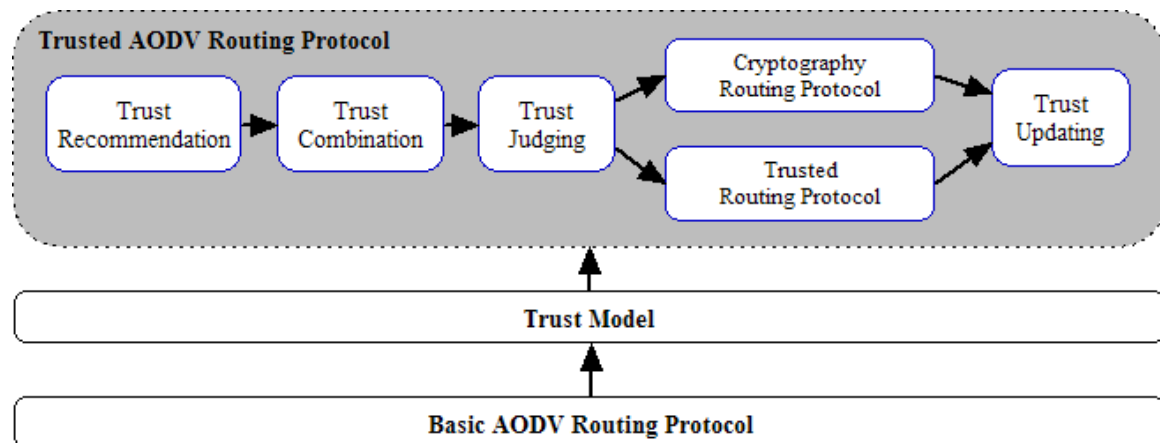 Trusted AODV Routing Protocol
Trust
Recommendation
Trust
Combination
Trust
Judging
Cryptography
Routing Protocol
Trusted
Routing Protocol
Trust
Updating
Trust Model
Basic AODV Routing Protocol